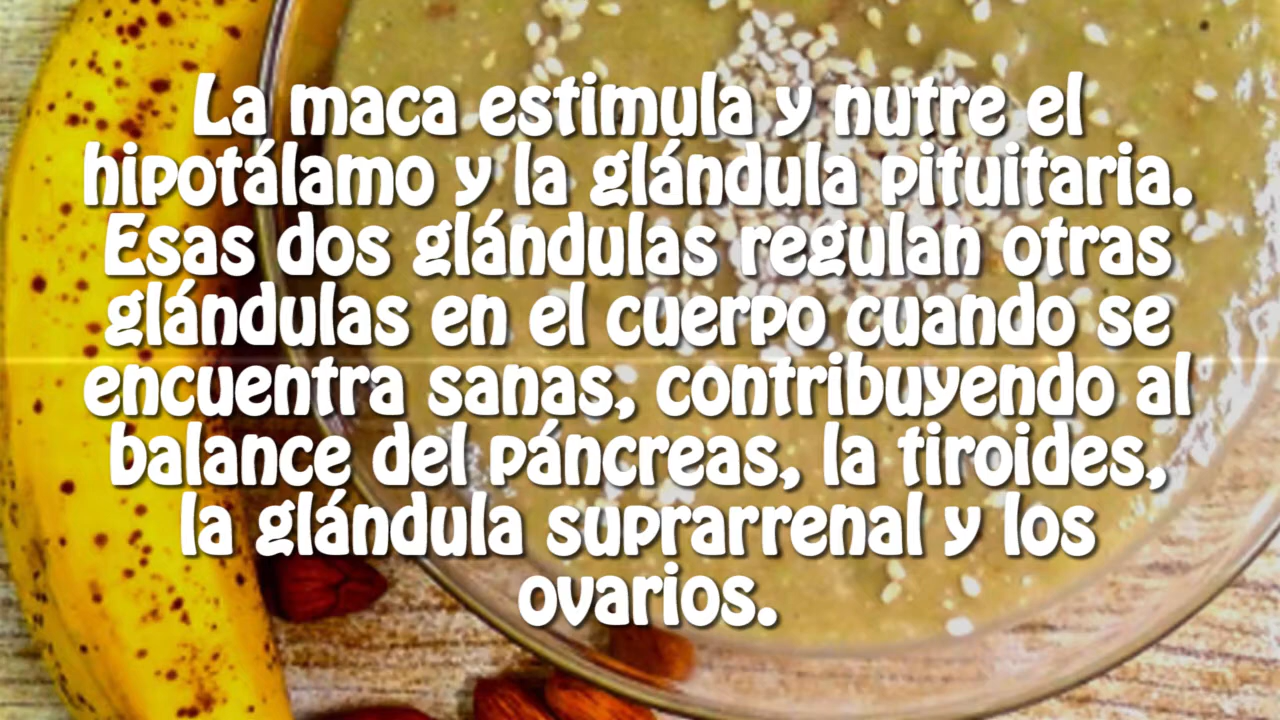 La maca estimula y nutre el
hipotálamo y la glándula pituitaria.
Esas dos glándulas regulan otras
glándulas en el cuerpo cuando se
encuentra sanas, contribuyendo al
balance del páncreas, la tiroides,
la glándula suprarrenal y los
ovarios.